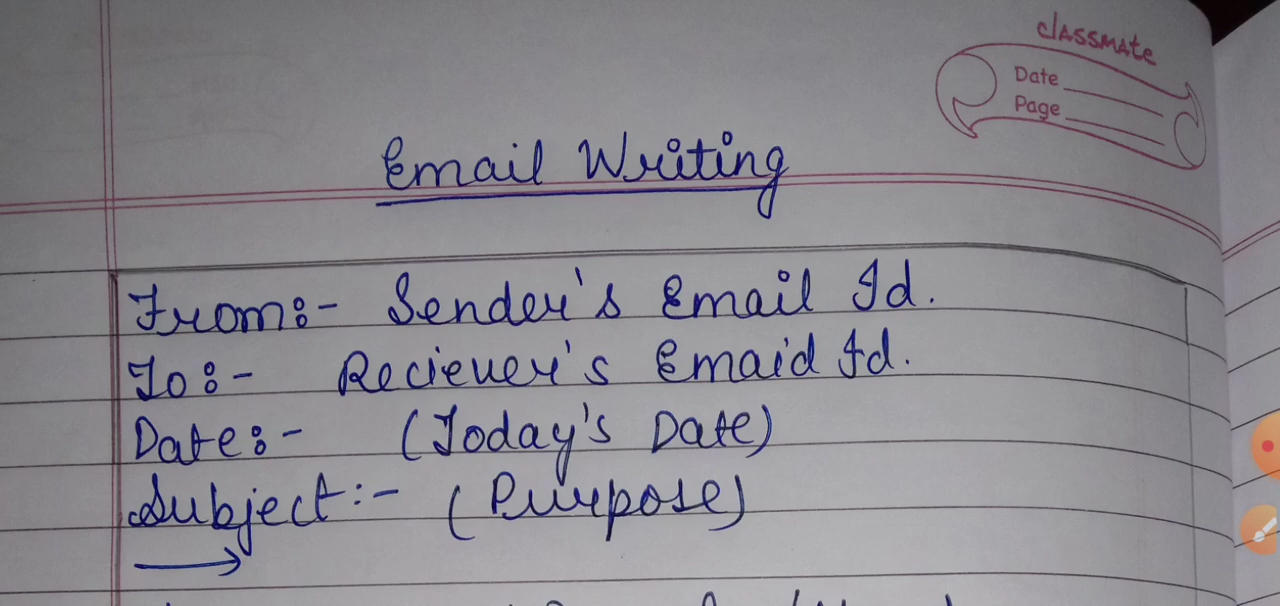 classmate
Date
Page
Email Writing
From:- Sender's Email Id.
To:- Reciever's Emaid Id.
Date:- (Today's Date)
Subject:- (Purpose)